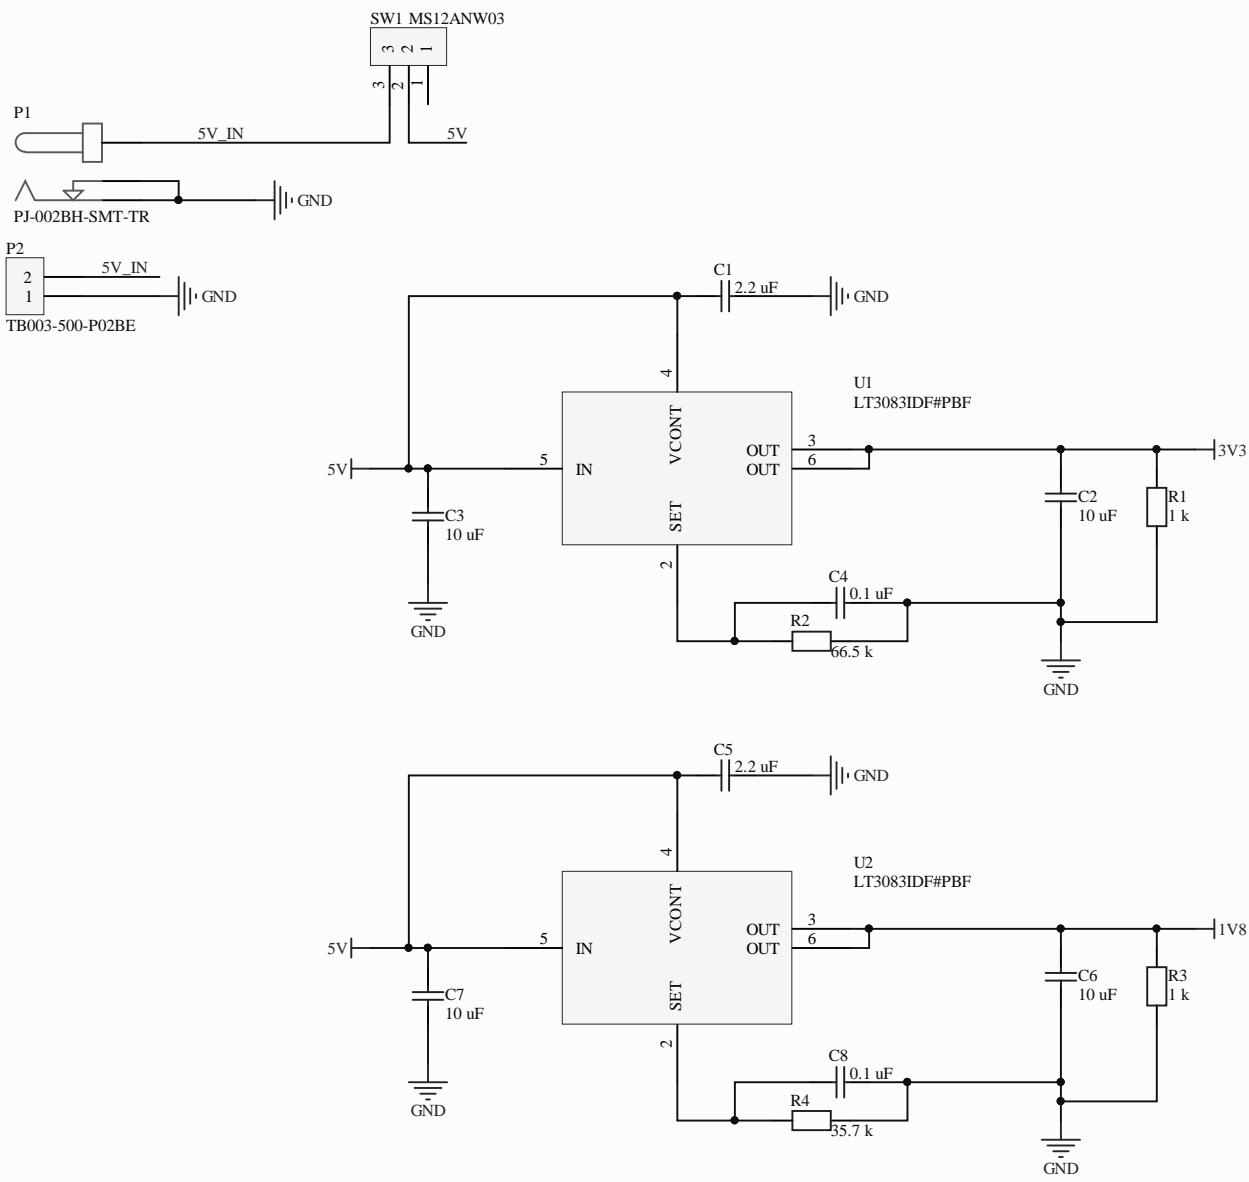 SW1 MS12ANW03
3 2 1
3 2 1
P1
5V_IN
5V
GND
PJ-002BH-SMT-TR
P2
2 5V_IN
1 GND
TB003-500-P02BE
C1
2.2 uF
GND
4
U1
LT3083IDF#PBF
VCONT
OUT 3
OUT 6
3V3
5V
5 IN
C3
10 uF
SET
2
C2
10 uF
R1
1 k
C4
0.1 uF
R2
66.5 k
GND
GND
C5
2.2 uF
GND
4
U2
LT3083IDF#PBF
VCONT
OUT 3
OUT 6
1V8
5V
5 IN
C7
10 uF
SET
2
C6
10 uF
R3
1 k
C8
0.1 uF
R4
35.7 k
GND
GND